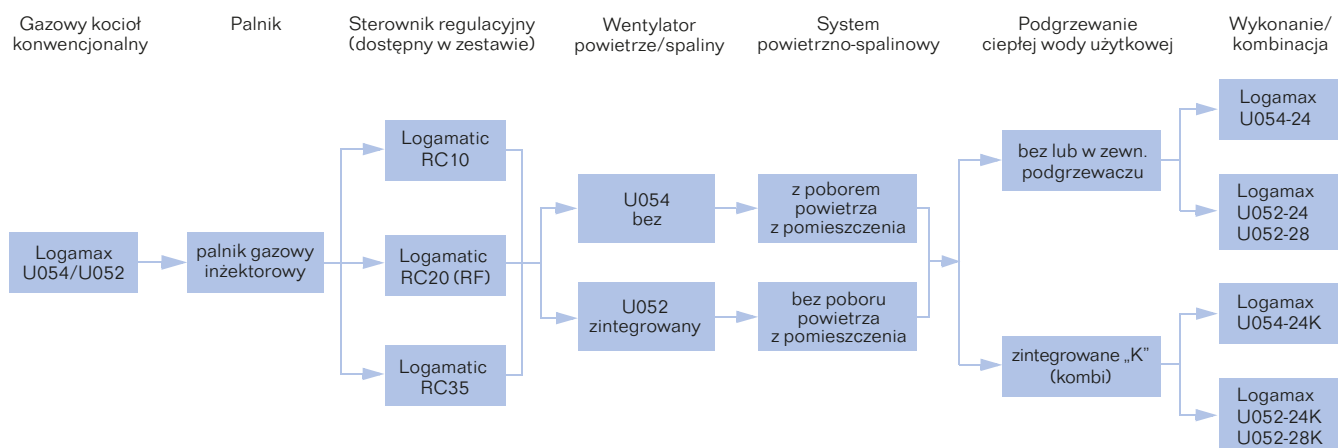 Gazowy kocioł
konwencjonalny
Palnik
Sterownik regulacyjny
(dostępny w zestawie)
Wentylator
powietrze/spaliny
System
powietrzno-spalinowy
Podgrzewanie
ciepłej wody użytkowej
Wykonanie/
kombinacja
Logamax
U054/U052
palnik gazowy
inżektorowy
Logamatic
RC10
Logamatic
RC20 (RF)
Logamatic
RC35
U054
bez
U052
zintegrowany
z poborem
powietrza
z pomieszczenia
bez poboru
powietrza
z pomieszczenia
bez lub w zewn.
podgrzewaczu
zintegrowane „K”
(kombi)
Logamax
U054-24
Logamax
U052-24
U052-28
Logamax
U054-24K
Logamax
U052-24K
U052-28K